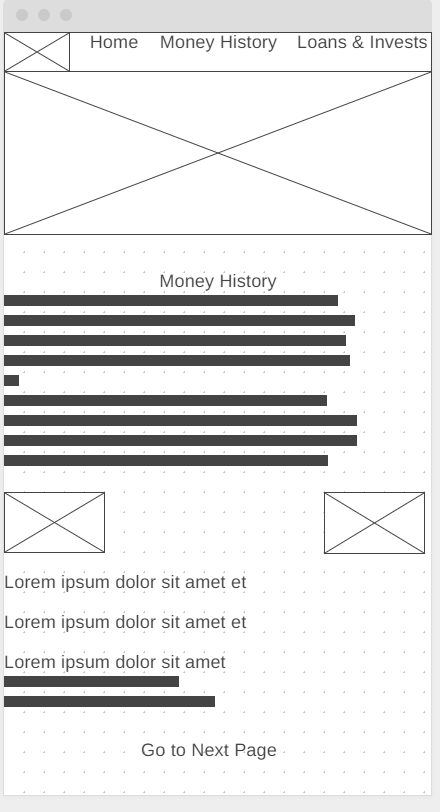 Home Money History Loans & Invests
Money History
Lorem ipsum dolor sit amet et
Lorem ipsum dolor sit amet et
Lorem ipsum dolor sit amet
Go to Next Page